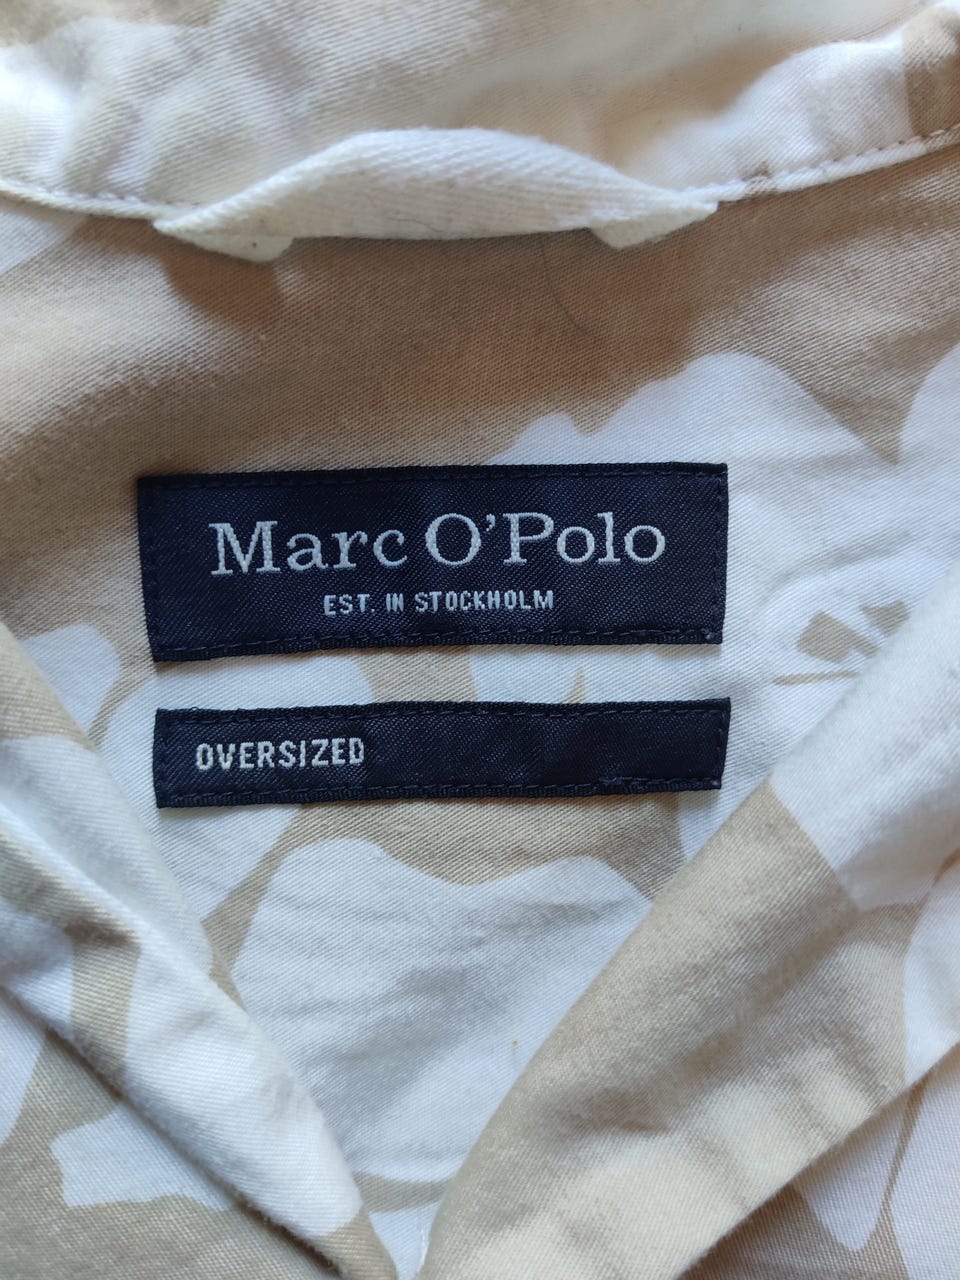 Marc O'Polo
EST. IN STOCKHOLM
OVERSIZED